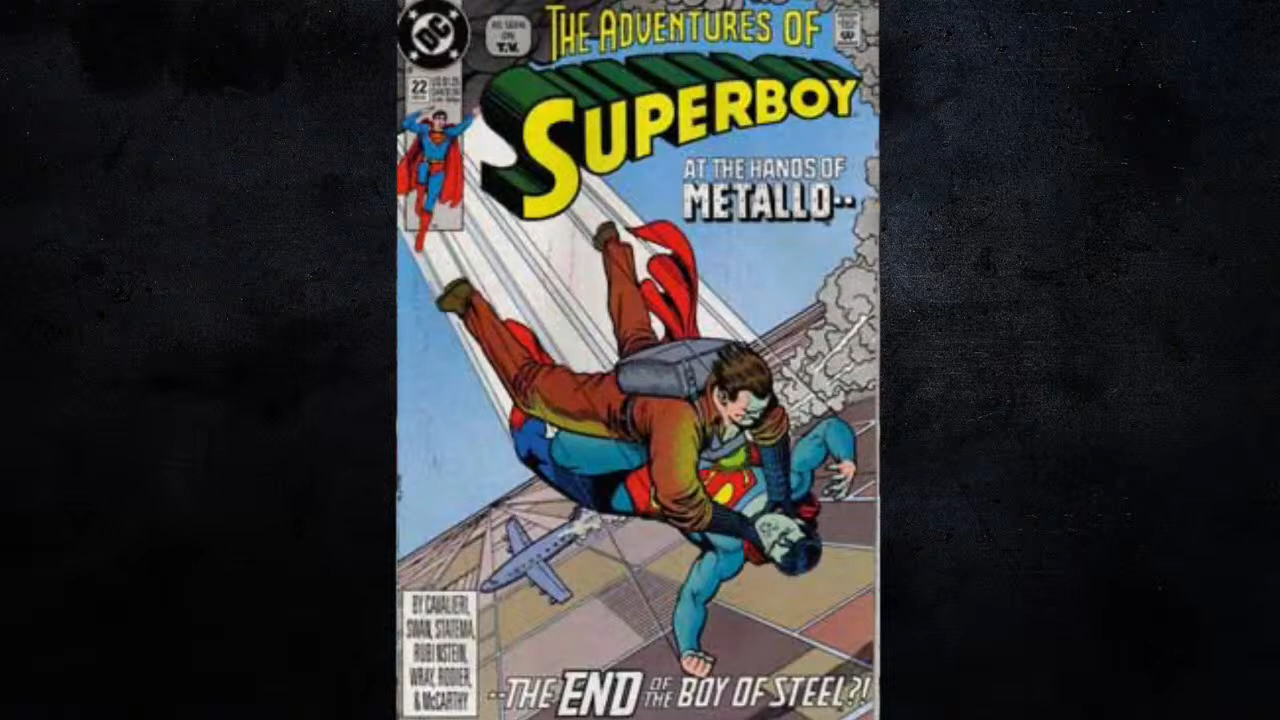 DC
AS SEEN
ON
T.V.
THE ADVENTURES OF
SUPERBOY
22
AT THE HANDS OF
METALLO--
BY CAVALIERI,
SWAN, STATEMA,
RUBINSTEIN,
WRAY, RODIER,
& McCARTHY
--THE END OF THE BOY OF STEEL?!